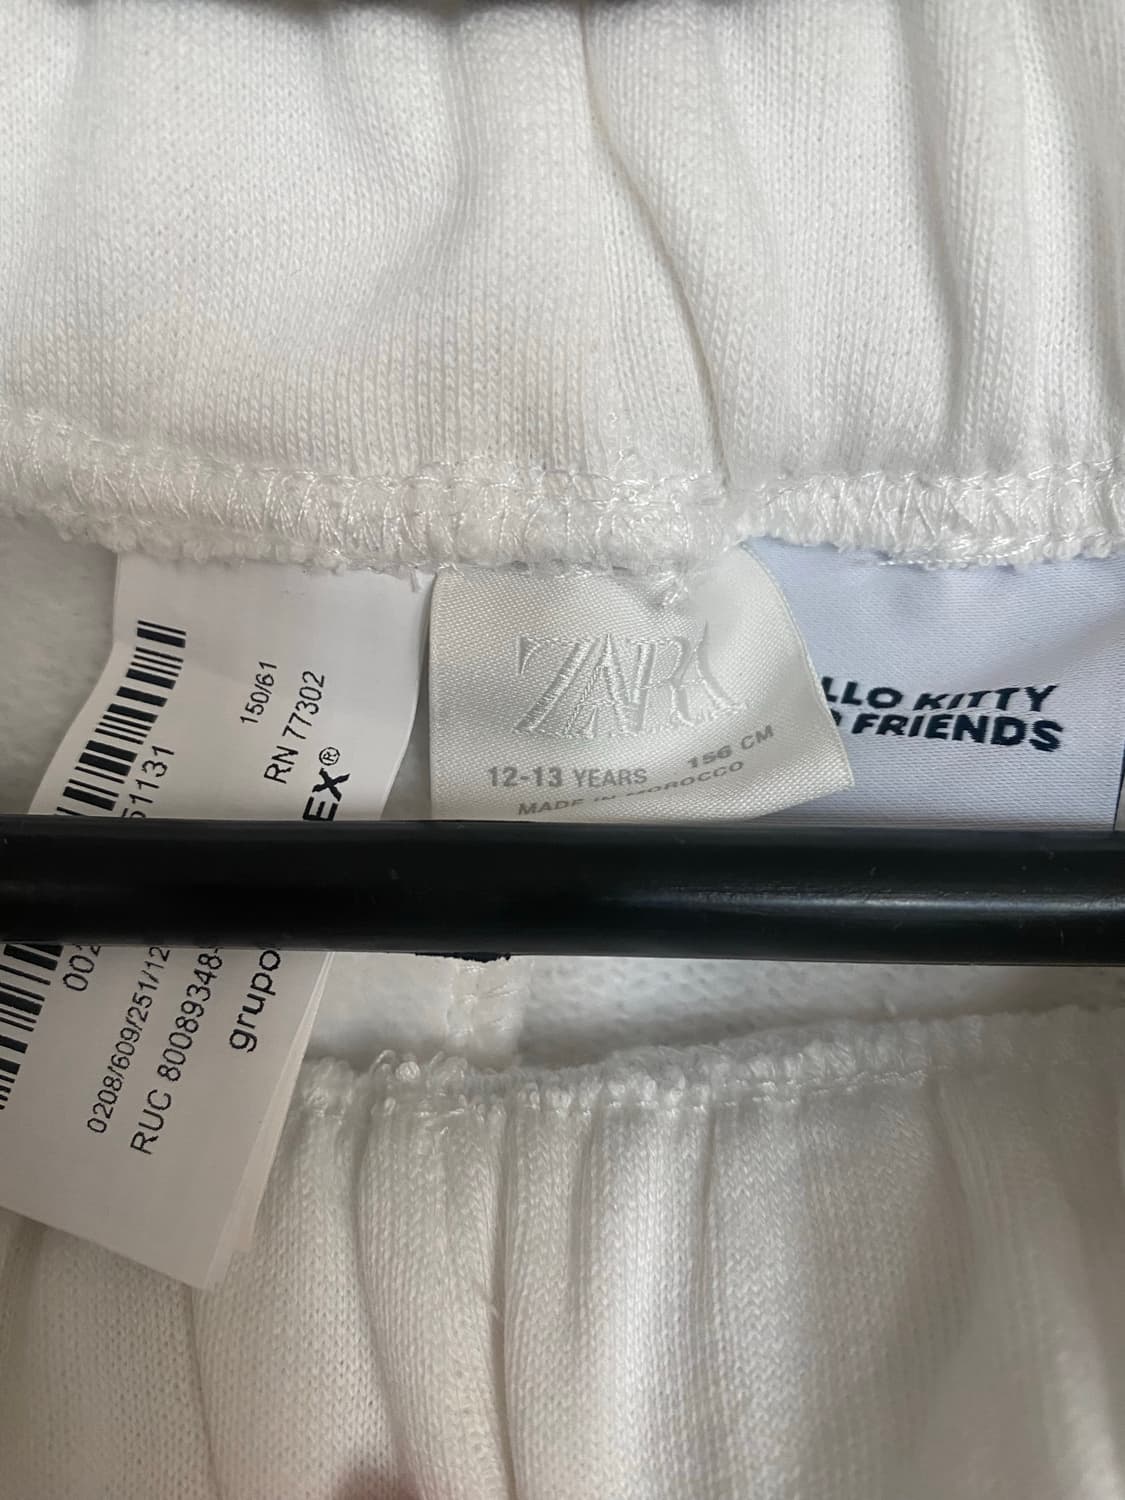 150/61
RN 77302
51131
EX®
ZARA
12-13 YEARS 156 CM
MADE IN MOROCCO
LLO KITTY
FRIENDS
002
0208/609/251/12
RUC 80089348-
grupo